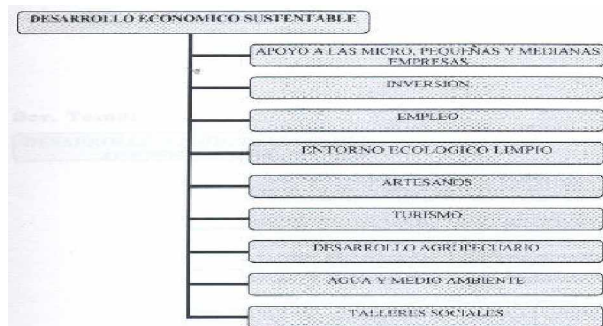 DESARROLLO ECONOMICO SUSTENTABLE
APOYO A LAS MICRO, PEQUEÑAS Y MEDIANAS
EMPRESAS
INVERSION
EMPLEO
ENTORNO ECOLOGICO LIMPIO
ARTESANOS
TURISMO
DESARROLLO AGROPECUARIO
AGUA Y MEDIO AMBIENTE
TALLERES SOCIALES